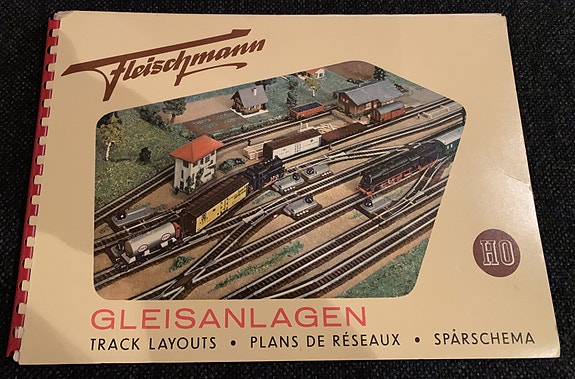 Fleischmann
HO
GLEISANLAGEN
TRACK LAYOUTS • PLANS DE RÉSEAUX • SPÅRSCHEMA